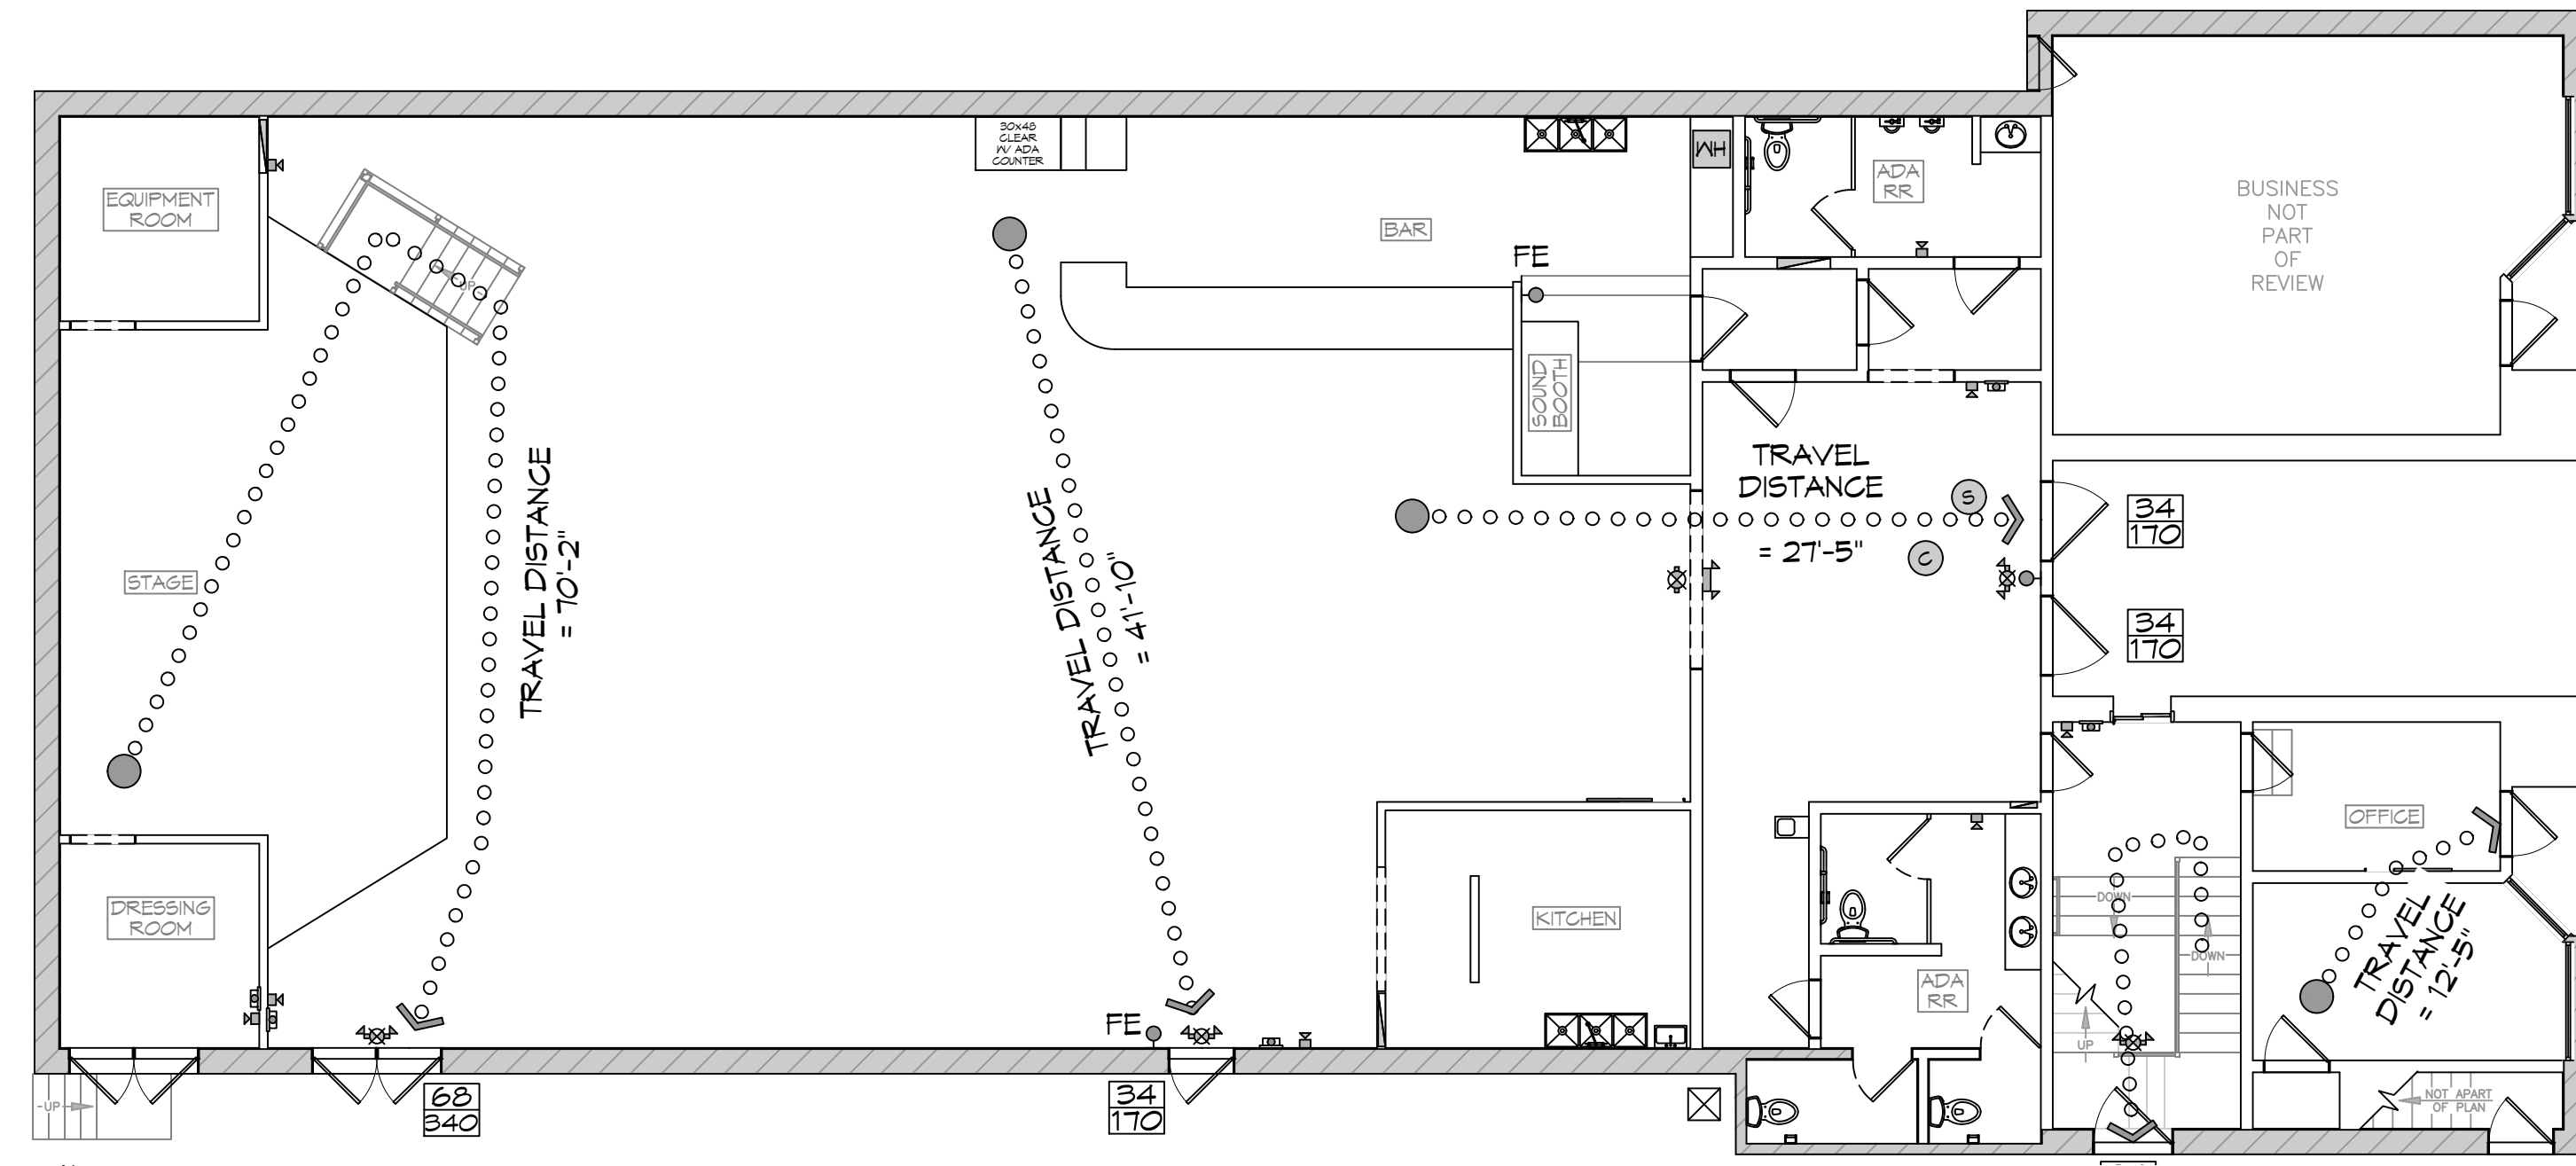 30x48
CLEAR
W/ ADA
COUNTER
WH
ADA
RR
EQUIPMENT
ROOM
BAR
FE
BUSINESS
NOT
PART
OF
REVIEW
UP
SOUND
BOOTH
TRAVEL
DISTANCE
= 27'-5"
S
C
34
170
34
170
STAGE
TRAVEL DISTANCE
= 70'-2"
TRAVEL DISTANCE
= 41'-10"
OFFICE
DRESSING
ROOM
KITCHEN
DOWN
DOWN
UP
TRAVEL
DISTANCE
= 12'-5"
ADA
RR
FE
UP
68
340
34
170
NOT APART
OF PLAN